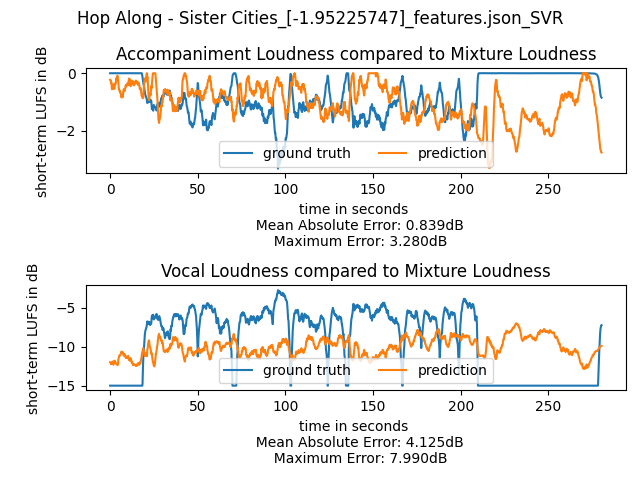 Hop Along - Sister Cities_[-1.95225747]_features.json_SVR
Accompaniment Loudness compared to Mixture Loudness
short-term LUFS in dB
0
−2
ground truth
prediction
0
50
100
150
200
250
time in seconds
Mean Absolute Error: 0.839dB
Maximum Error: 3.280dB
Vocal Loudness compared to Mixture Loudness
short-term LUFS in dB
−5
−10
−15
ground truth
prediction
0
50
100
150
200
250
time in seconds
Mean Absolute Error: 4.125dB
Maximum Error: 7.990dB